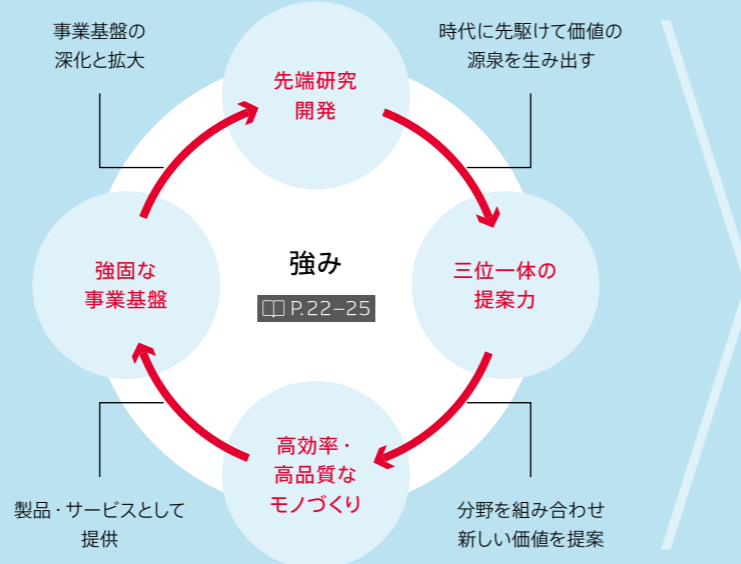 事業基盤の
深化と拡大
時代に先駆けて価値の
源泉を生み出す
先端研究
開発
強固な
事業基盤
強み
P.22–25
三位一体の
提案力
高効率・
高品質な
モノづくり
製品・サービスとして
提供
分野を組み合わせ
新しい価値を提案